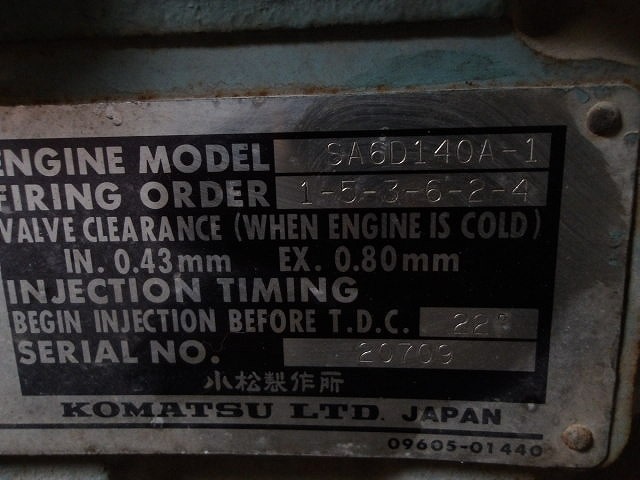 ENGINE MODEL SA6D140A-1
FIRING ORDER 1-5-3-6-2-4
VALVE CLEARANCE (WHEN ENGINE IS COLD)
IN. 0.43mm EX. 0.80mm
INJECTION TIMING
BEGIN INJECTION BEFORE T.D.C. 22°
SERIAL NO. 20709
小松製作所
KOMATSU LTD. JAPAN
09605-01440